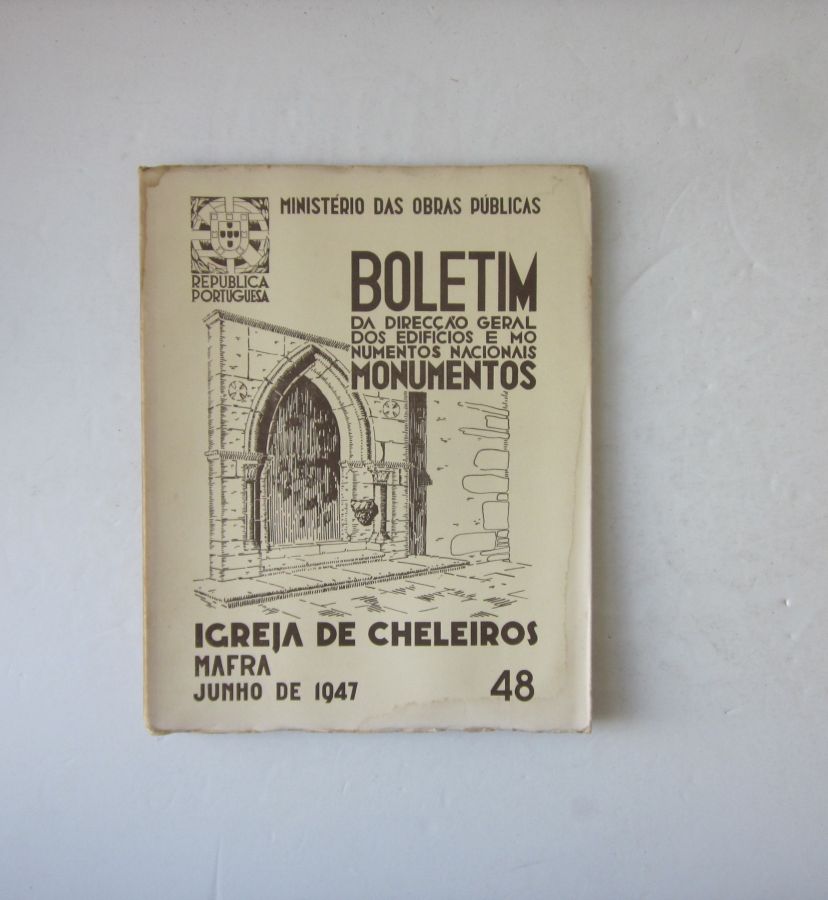 MINISTÉRIO DAS OBRAS PÚBLICAS
REPÚBLICA
PORTUGUESA
BOLETIM
DA DIRECÇÃO GERAL
DOS EDIFÍCIOS E MO
NUMENTOS NACIONAIS
MONUMENTOS
IGREJA DE CHELEIROS
MAFRA
JUNHO DE 1947
48